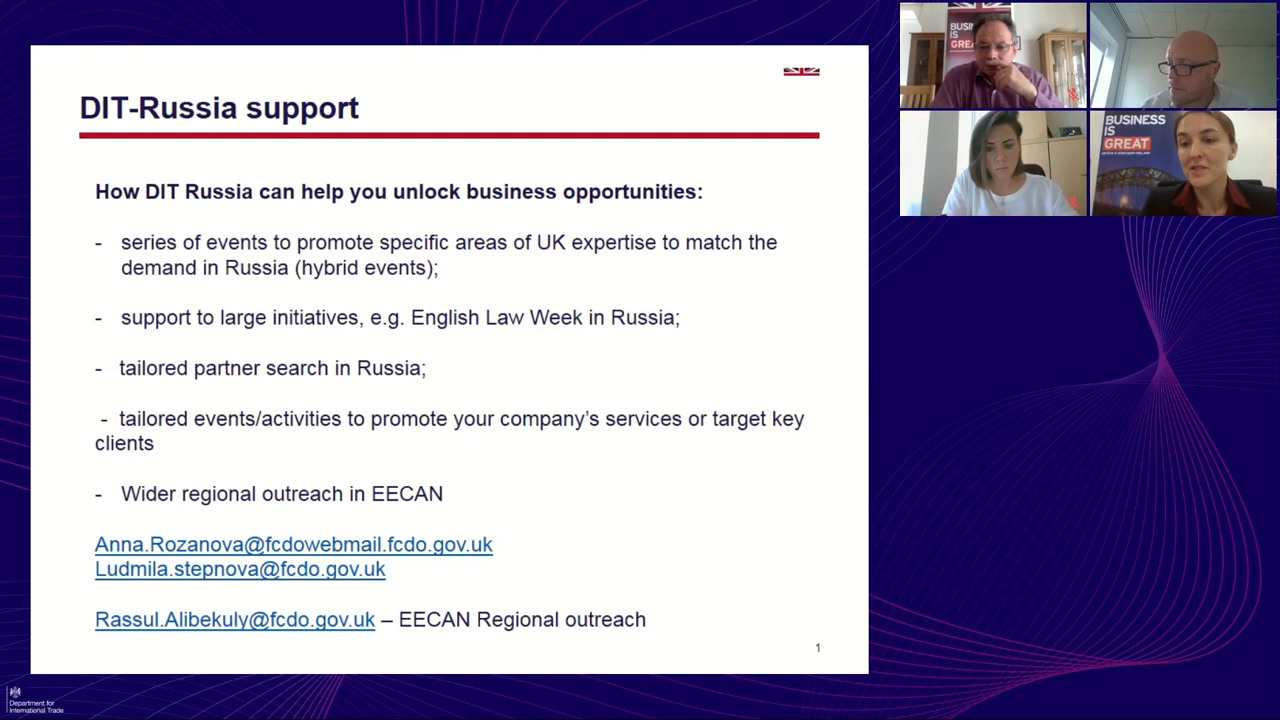 DIT-Russia support
How DIT Russia can help you unlock business opportunities:
- series of events to promote specific areas of UK expertise to match the
demand in Russia (hybrid events);
- support to large initiatives, e.g. English Law Week in Russia;
- tailored partner search in Russia;
- tailored events/activities to promote your company's services or target key
clients
- Wider regional outreach in EECAN
Anna.Rozanova@fcdowebmail.fcdo.gov.uk
Ludmila.stepnova@fcdo.gov.uk
Rassul.Alibekuly@fcdo.gov.uk – EECAN Regional outreach
1
BUSINESS
IS
GREAT
Department for
International Trade